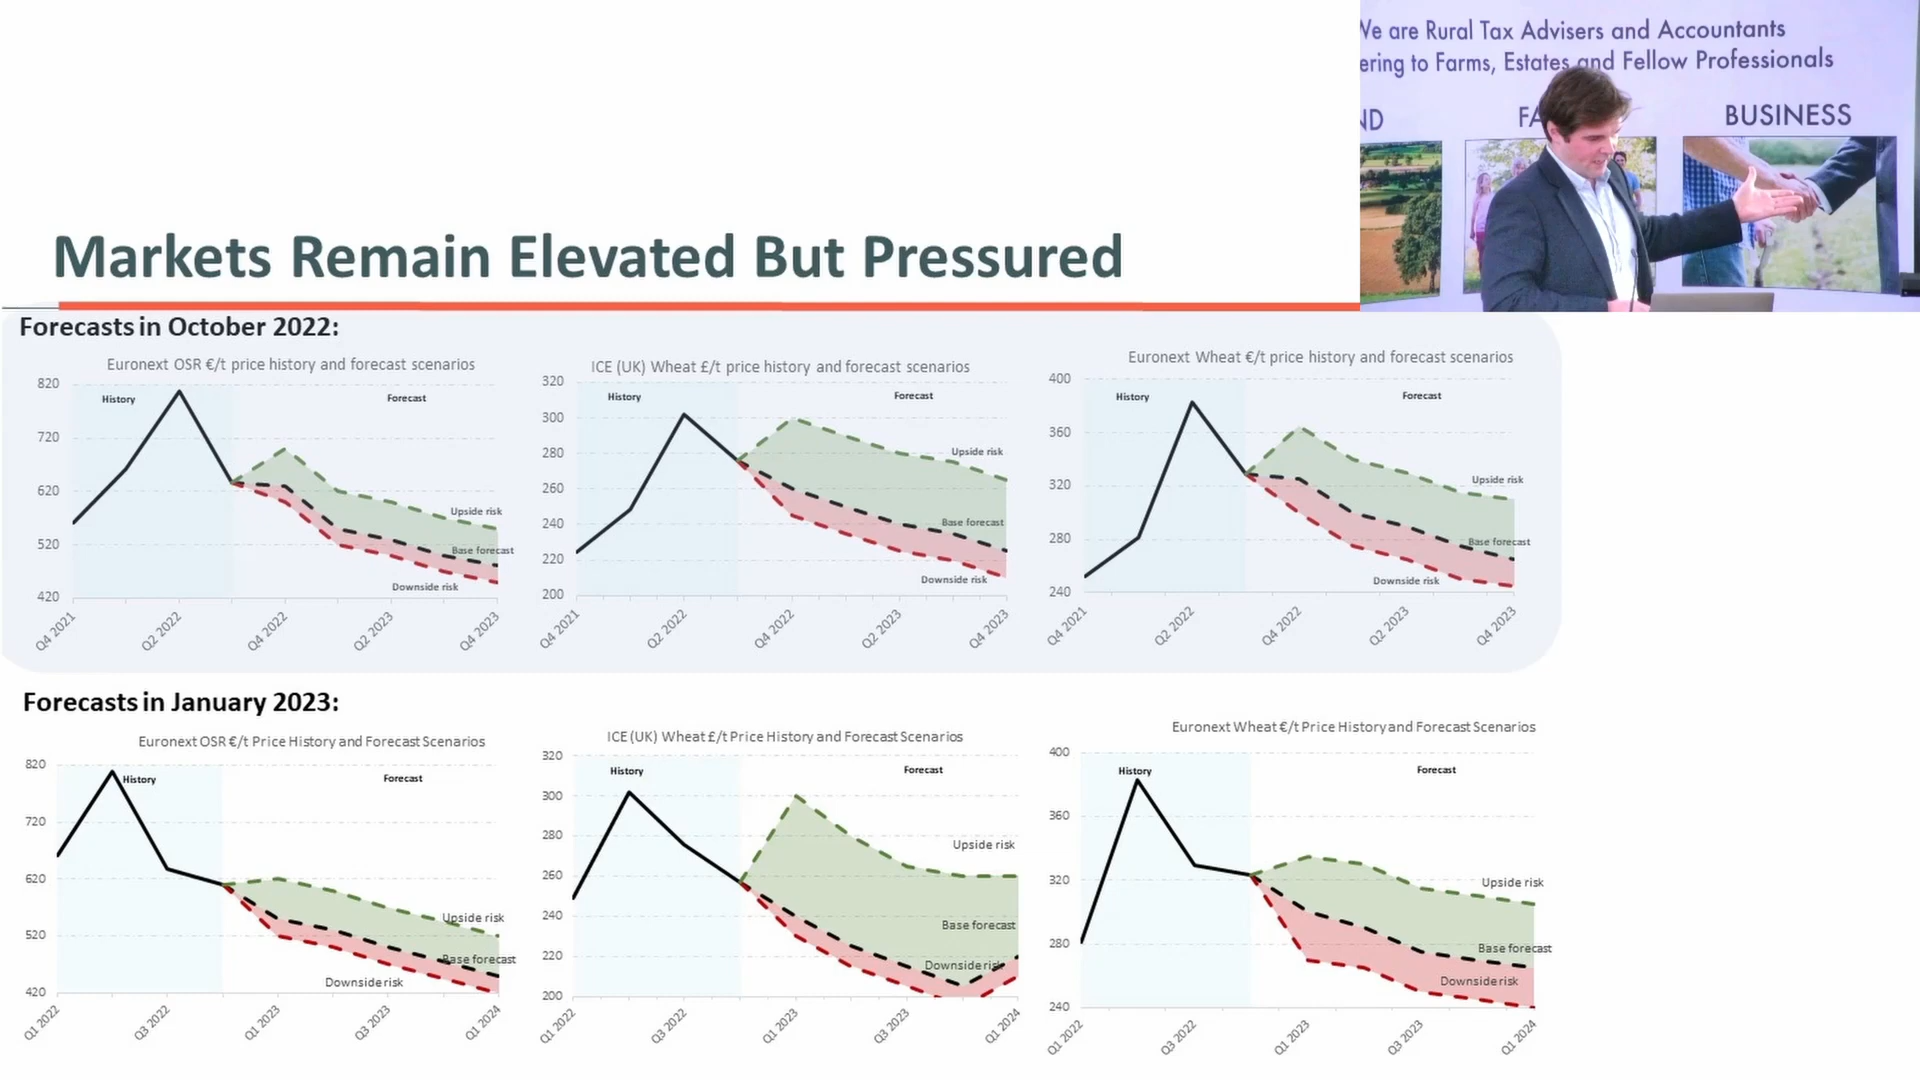 We are Rural Tax Advisers and Accountants
ering to Farms, Estates and Fellow Professionals
ND
FA
BUSINESS
Markets Remain Elevated But Pressured
Forecasts in October 2022:
Euronext OSR €/t price history and forecast scenarios
820
720
620
520
420
History
Forecast
Upside risk
Base forecast
Downside risk
Q4 2021
Q2 2022
Q4 2022
Q2 2023
Q4 2023
ICE (UK) Wheat £/t price history and forecast scenarios
320
300
280
260
240
220
200
History
Forecast
Upside risk
Base forecast
Downside risk
Q4 2021
Q2 2022
Q4 2022
Q2 2023
Q4 2023
Euronext Wheat €/t price history and forecast scenarios
400
360
320
280
240
History
Forecast
Upside risk
Base forecast
Downside risk
Q4 2021
Q2 2022
Q4 2022
Q2 2023
Q4 2023
Forecasts in January 2023:
Euronext OSR €/t Price History and Forecast Scenarios
820
720
620
520
420
History
Forecast
Upside risk
Base forecast
Downside risk
Q1 2022
Q3 2022
Q1 2023
Q3 2023
Q1 2024
ICE (UK) Wheat £/t Price History and Forecast Scenarios
320
300
280
260
240
220
200
History
Forecast
Upside risk
Base forecast
Downside risk
Q1 2022
Q3 2022
Q1 2023
Q3 2023
Q1 2024
Euronext Wheat €/t Price History and Forecast Scenarios
400
360
320
280
240
History
Forecast
Upside risk
Base forecast
Downside risk
Q1 2022
Q3 2022
Q1 2023
Q3 2023
Q1 2024